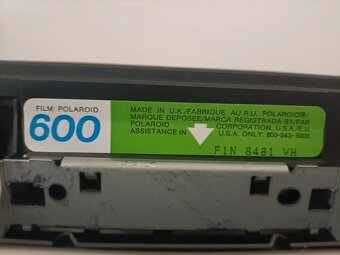 FILM: POLAROID
600
MADE IN U.K./FABRIQUE AU R.U. POLAROID®/
MARQUE DEPOSEE/MARCA REGISTRADA BY/PAR
POLAROID CORPORATION, U.S.A./E.U.
ASSISTANCE IN U.S.A. ONLY: 800-343-5000
F1N 8481 VH